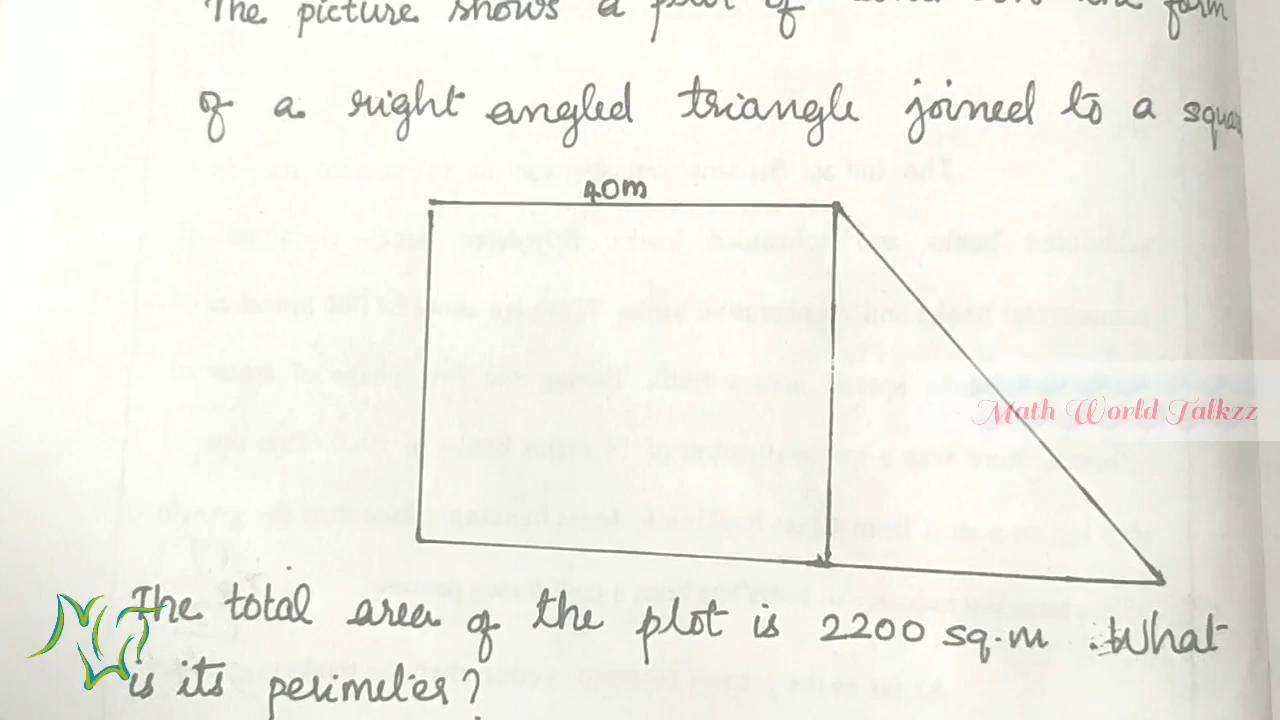 The picture shows a plot of
of a right angled triangle joined to a squar
40m
Math World Talkzz
The total area of the plot is 2200 sq.m. What
is its perimeter?